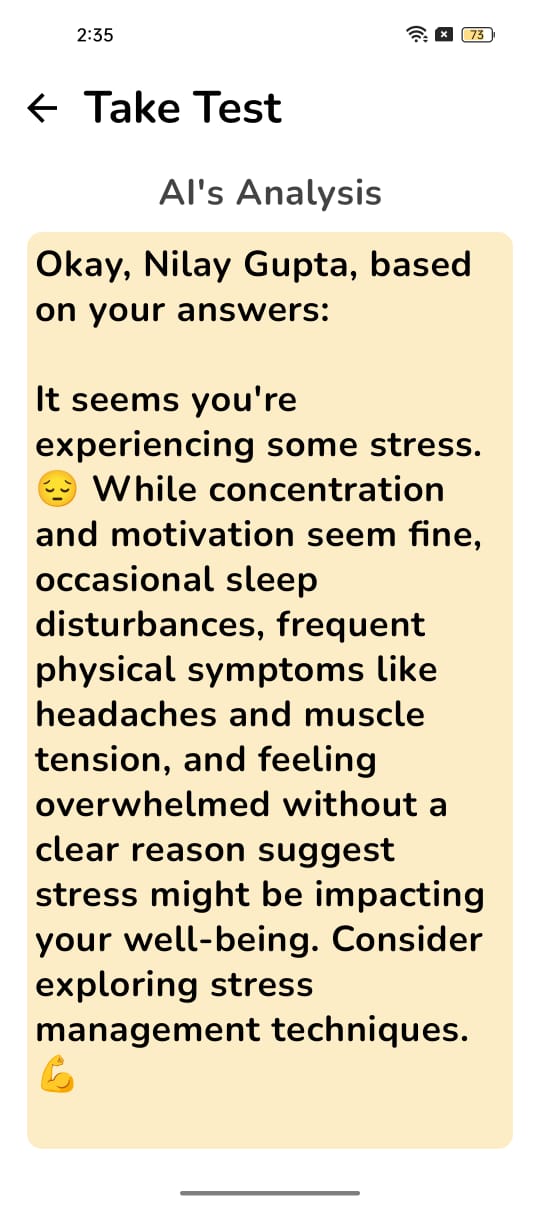 2:35
73
Take Test
AI's Analysis
Okay, Nilay Gupta, based
on your answers:
It seems you're
experiencing some stress.
😔 While concentration
and motivation seem fine,
occasional sleep
disturbances, frequent
physical symptoms like
headaches and muscle
tension, and feeling
overwhelmed without a
clear reason suggest
stress might be impacting
your well-being. Consider
exploring stress
management techniques.
💪